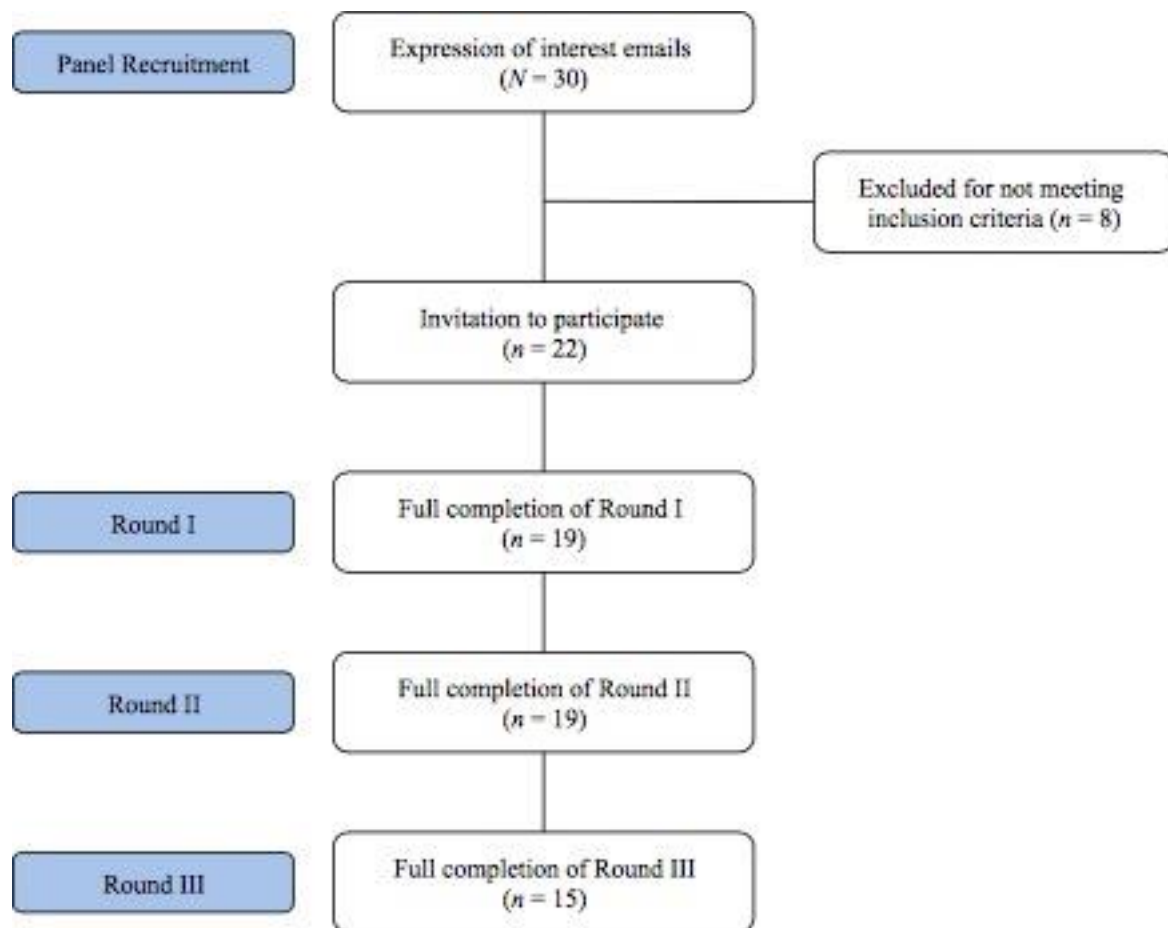 Panel Recruitment
Expression of interest emails
(N = 30)
Excluded for not meeting
inclusion criteria (n = 8)
Invitation to participate
(n = 22)
Round I
Full completion of Round I
(n = 19)
Round II
Full completion of Round II
(n = 19)
Round III
Full completion of Round III
(n = 15)